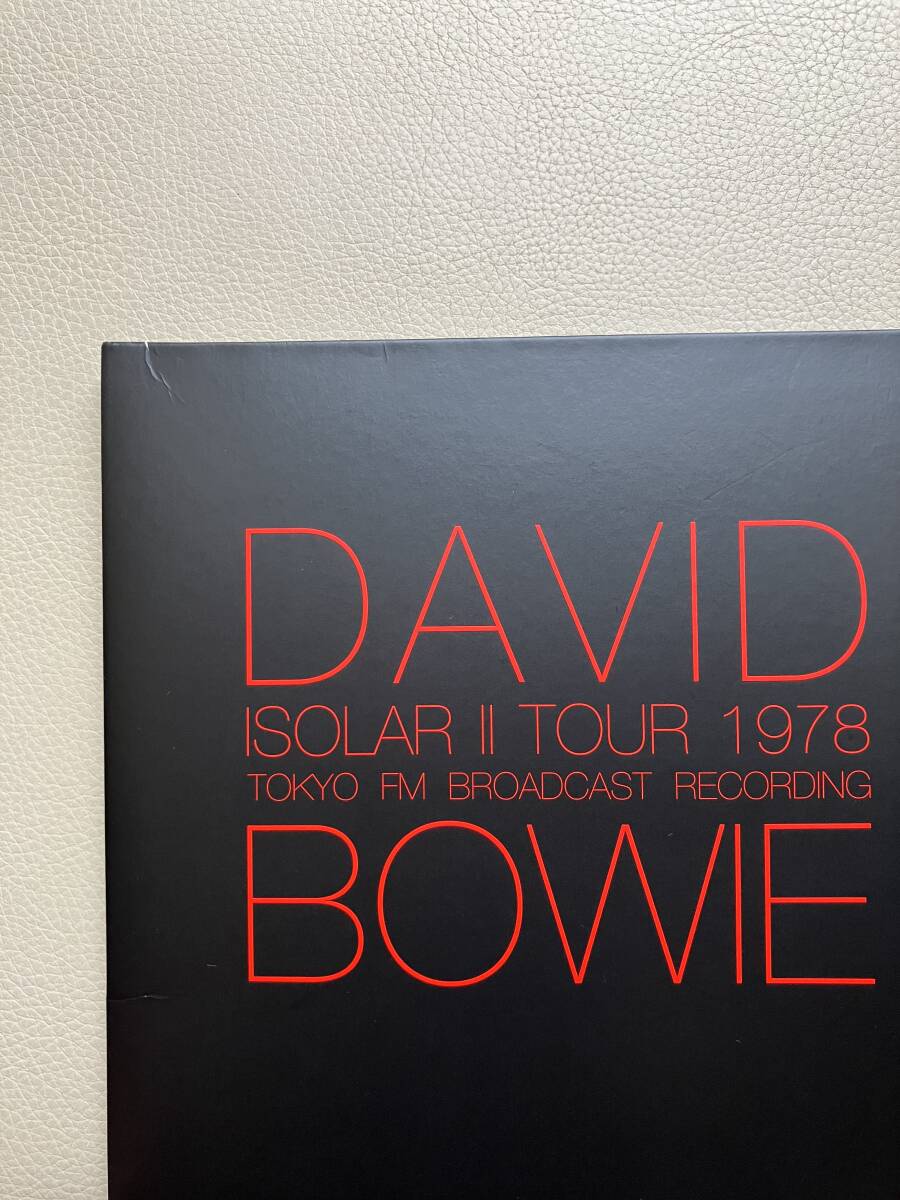 DAVID
ISOLAR II TOUR 1978
TOKYO FM BROADCAST RECORDING
BOWIE